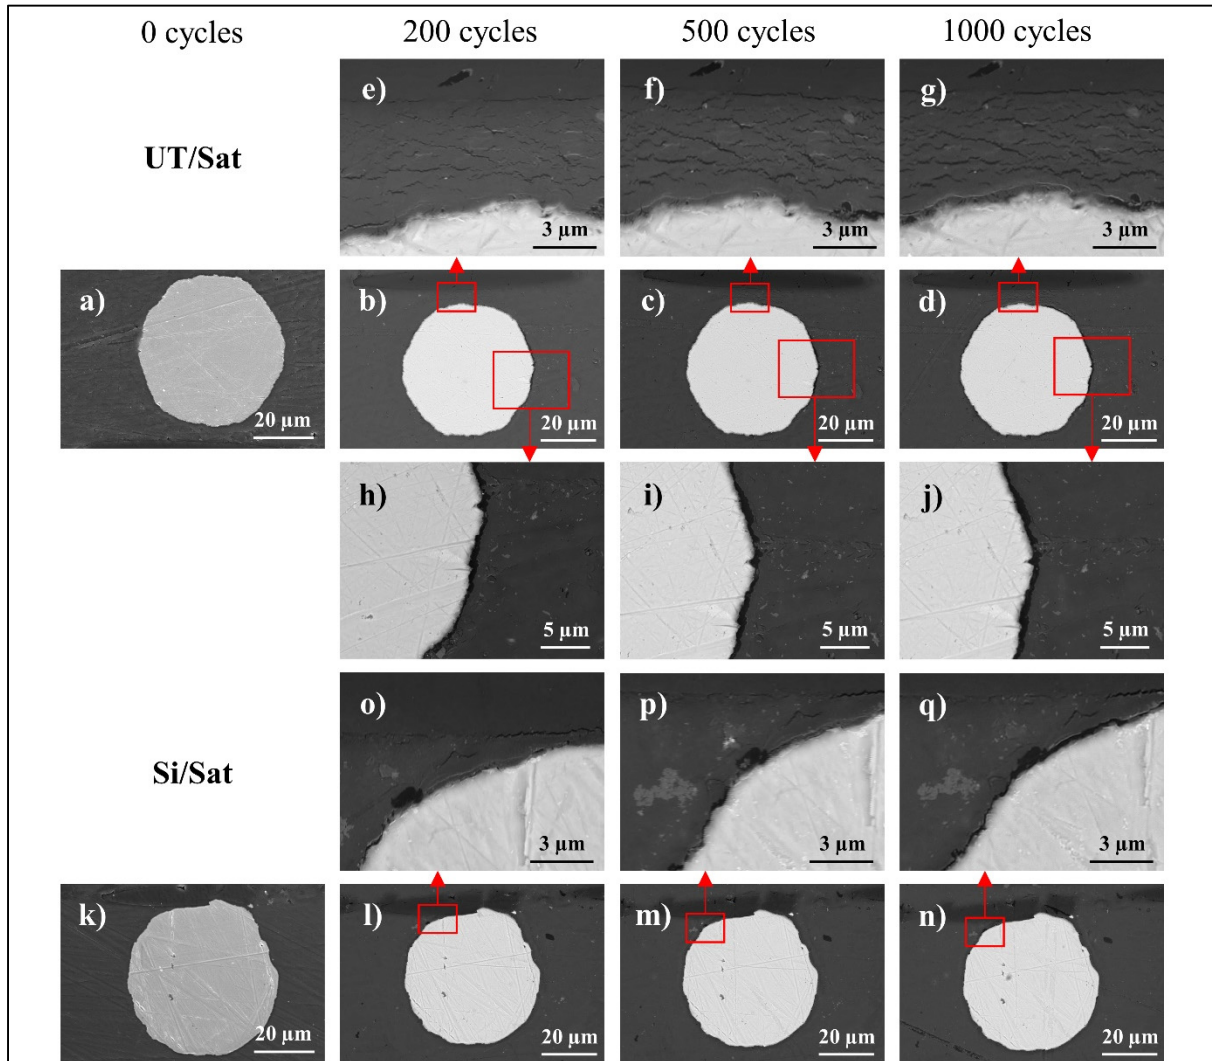 0 cycles 200 cycles 500 cycles 1000 cycles
e) f) g)
UT/Sat
3 µm 3 µm 3 µm
a) b) c) d)
20 µm 20 µm 20 µm 20 µm
h) i) j)
5 µm 5 µm 5 µm
o) p) q)
Si/Sat
3 µm 3 µm 3 µm
k) l) m) n)
20 µm 20 µm 20 µm 20 µm